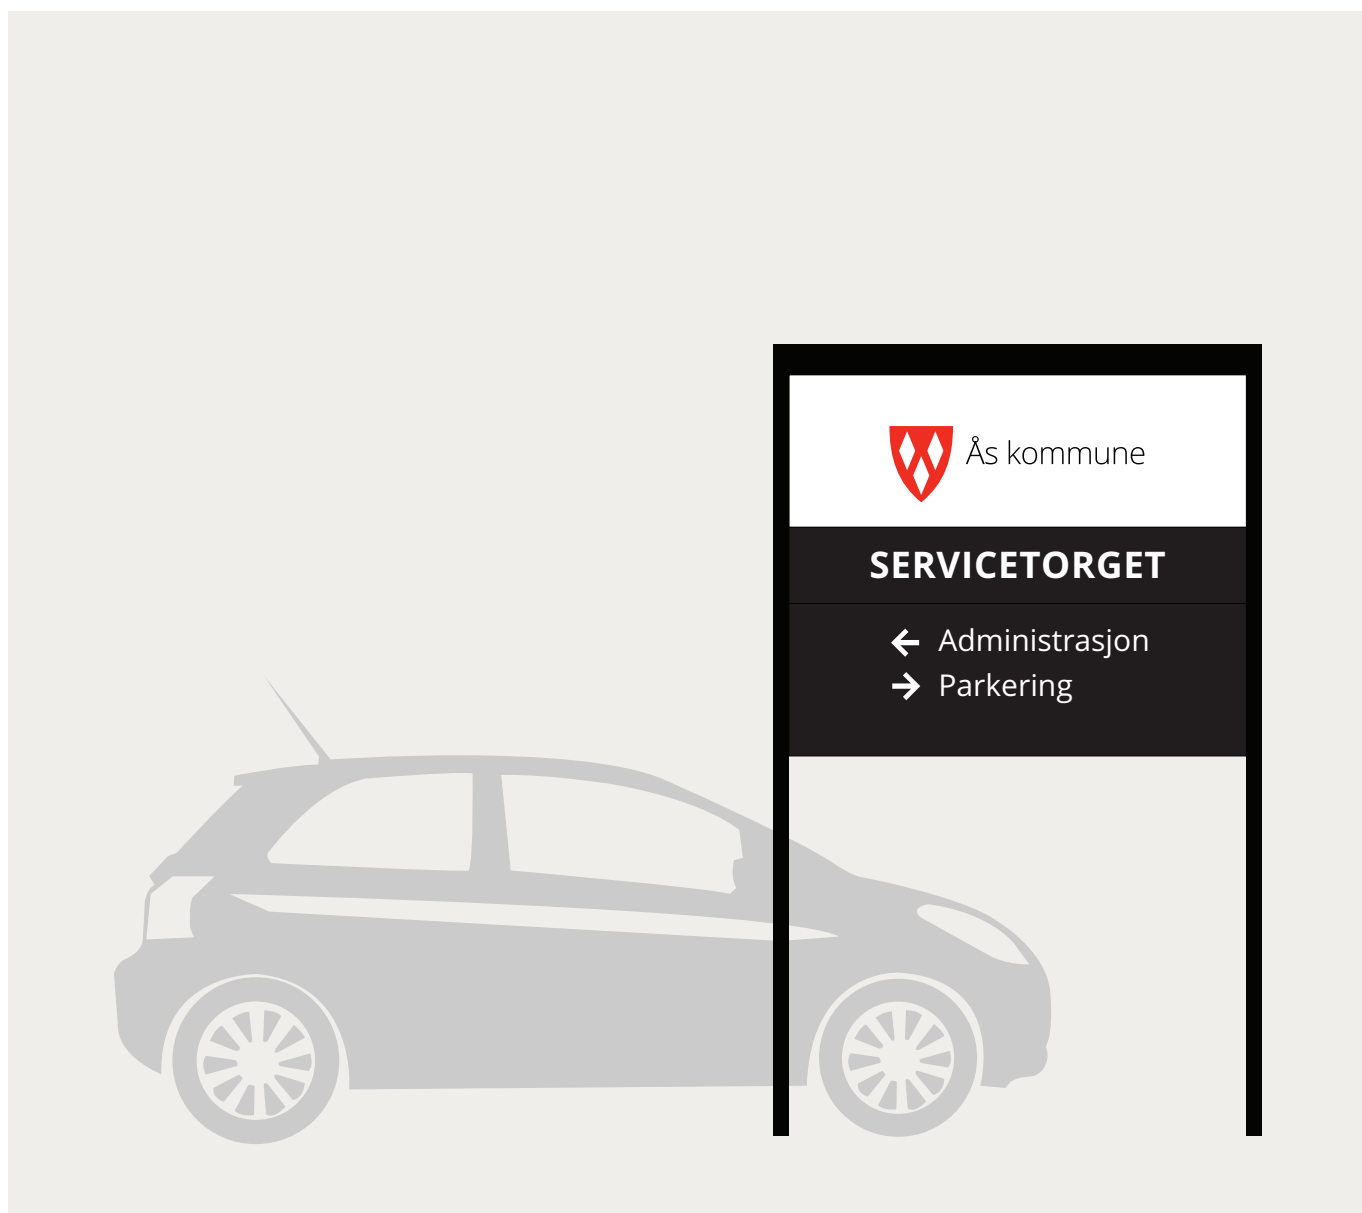 Ås kommune
SERVICETORGET
← Administrasjon
→ Parkering